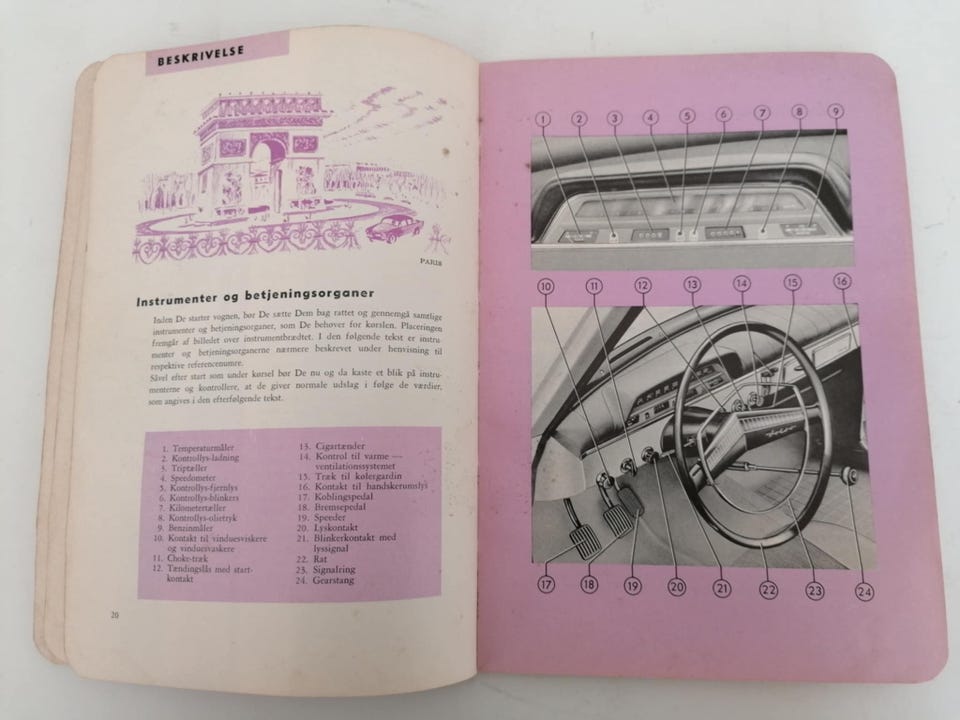 BESKRIVELSE
PARIS
Instrumenter og betjeningsorganer
Inden De starter vognen, bør De sætte Dem bag rattet og gennemgå samtlige
instrumenter og betjeningsorganer, som De behøver for kørslen. Placeringen
fremgår af billedet over instrumentbrædtet. I den følgende tekst er instru-
menter og betjeningsorganerne nærmere beskrevet under henvisning til
respektive referencenumre.
Såvel efter start som under kørsel bør De nu og da kaste et blik på instru-
menterne og kontrollere, at de giver normale udslag i følge de værdier,
som angives i den efterfølgende tekst.
1. Temperaturmåler
2. Kontrollys-ladning
3. Triptæller
4. Speedometer
5. Kontrollys-fjernlys
6. Kontrollys-blinkers
7. Kilometertæller
8. Kontrollys-olietryk
9. Benzinmåler
10. Kontakt til vinduesviskere
og vinduesvaskere
11. Choke-træk
12. Tændingslås med start-
kontakt
13. Cigartænder
14. Kontrol til varme —
ventilationssystemet
15. Træk til kølergardin
16. Kontakt til handskerumslys
17. Koblingspedal
18. Bremsepedal
19. Speeder
20. Lyskontakt
21. Blinkerkontakt med
lyssignal
22. Rat
23. Signalring
24. Gearstang
20
1 2 3 4 5 6 7 8 9
10 11 12 13 14 15 16
Volvo
17 18 19 20 21 22 23 24